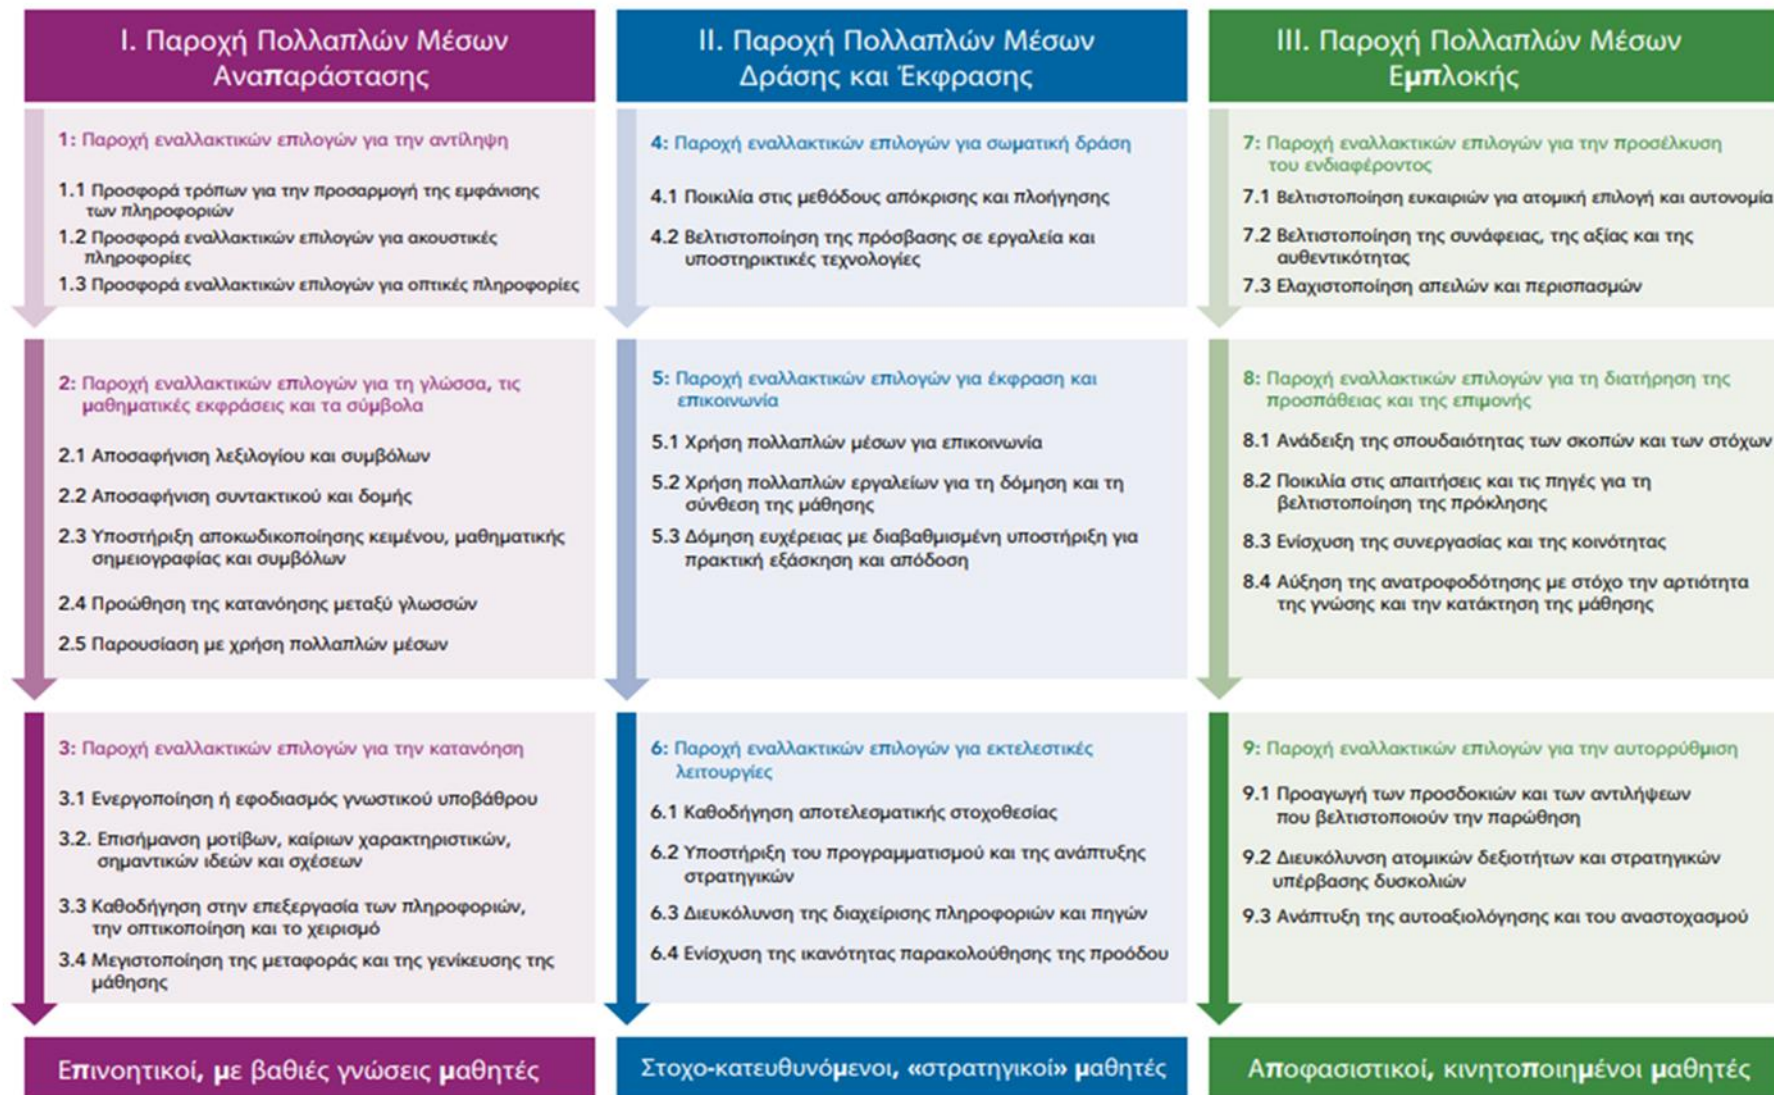 I. Παροχή Πολλαπλών Μέσων
Αναπαράστασης
1: Παροχή εναλλακτικών επιλογών για την αντίληψη
1.1 Προσφορά τρόπων για την προσαρμογή της εμφάνισης
των πληροφοριών
1.2 Προσφορά εναλλακτικών επιλογών για ακουστικές
πληροφορίες
1.3 Προσφορά εναλλακτικών επιλογών για οπτικές πληροφορίες
2: Παροχή εναλλακτικών επιλογών για τη γλώσσα, τις
μαθηματικές εκφράσεις και τα σύμβολα
2.1 Αποσαφήνιση λεξιλογίου και συμβόλων
2.2 Αποσαφήνιση συντακτικού και δομής
2.3 Υποστήριξη αποκωδικοποίησης κειμένου, μαθηματικής
σημειογραφίας και συμβόλων
2.4 Προώθηση της κατανόησης μεταξύ γλωσσών
2.5 Παρουσίαση με χρήση πολλαπλών μέσων
3: Παροχή εναλλακτικών επιλογών για την κατανόηση
3.1 Ενεργοποίηση ή εφοδιασμός γνωστικού υποβάθρου
3.2. Επισήμανση μοτίβων, καίριων χαρακτηριστικών,
σημαντικών ιδεών και σχέσεων
3.3 Καθοδήγηση στην επεξεργασία των πληροφοριών,
την οπτικοποίηση και το χειρισμό
3.4 Μεγιστοποίηση της μεταφοράς και της γενίκευσης της
μάθησης
Επινοητικοί, με βαθιές γνώσεις μαθητές
II. Παροχή Πολλαπλών Μέσων
Δράσης και Έκφρασης
4: Παροχή εναλλακτικών επιλογών για σωματική δράση
4.1 Ποικιλία στις μεθόδους απόκρισης και πλοήγησης
4.2 Βελτιστοποίηση της πρόσβασης σε εργαλεία και
υποστηρικτικές τεχνολογίες
5: Παροχή εναλλακτικών επιλογών για έκφραση και
επικοινωνία
5.1 Χρήση πολλαπλών μέσων για επικοινωνία
5.2 Χρήση πολλαπλών εργαλείων για τη δόμηση και τη
σύνθεση της μάθησης
5.3 Δόμηση ευχέρειας με διαβαθμισμένη υποστήριξη για
πρακτική εξάσκηση και απόδοση
6: Παροχή εναλλακτικών επιλογών για εκτελεστικές
λειτουργίες
6.1 Καθοδήγηση αποτελεσματικής στοχοθεσίας
6.2 Υποστήριξη του προγραμματισμού και της ανάπτυξης
στρατηγικών
6.3 Διευκόλυνση της διαχείρισης πληροφοριών και πηγών
6.4 Ενίσχυση της ικανότητας παρακολούθησης της προόδου
Στοχο-κατευθυνόμενοι, «στρατηγικοί» μαθητές
III. Παροχή Πολλαπλών Μέσων
Εμπλοκής
7: Παροχή εναλλακτικών επιλογών για την προσέλκυση
του ενδιαφέροντος
7.1 Βελτιστοποίηση ευκαιριών για ατομική επιλογή και αυτονομία
7.2 Βελτιστοποίηση της συνάφειας, της αξίας και της
αυθεντικότητας
7.3 Ελαχιστοποίηση απειλών και περισπασμών
8: Παροχή εναλλακτικών επιλογών για τη διατήρηση της
προσπάθειας και της επιμονής
8.1 Ανάδειξη της σπουδαιότητας των σκοπών και των στόχων
8.2 Ποικιλία στις απαιτήσεις και τις πηγές για τη
βελτιστοποίηση της πρόκλησης
8.3 Ενίσχυση της συνεργασίας και της κοινότητας
8.4 Αύξηση της ανατροφοδότησης με στόχο την αρτιότητα
της γνώσης και την κατάκτηση της μάθησης
9: Παροχή εναλλακτικών επιλογών για την αυτορρύθμιση
9.1 Προαγωγή των προσδοκιών και των αντιλήψεων
που βελτιστοποιούν την παρώθηση
9.2 Διευκόλυνση ατομικών δεξιοτήτων και στρατηγικών
υπέρβασης δυσκολιών
9.3 Ανάπτυξη της αυτοαξιολόγησης και του αναστοχασμού
Αποφασιστικοί, κινητοποιημένοι μαθητές